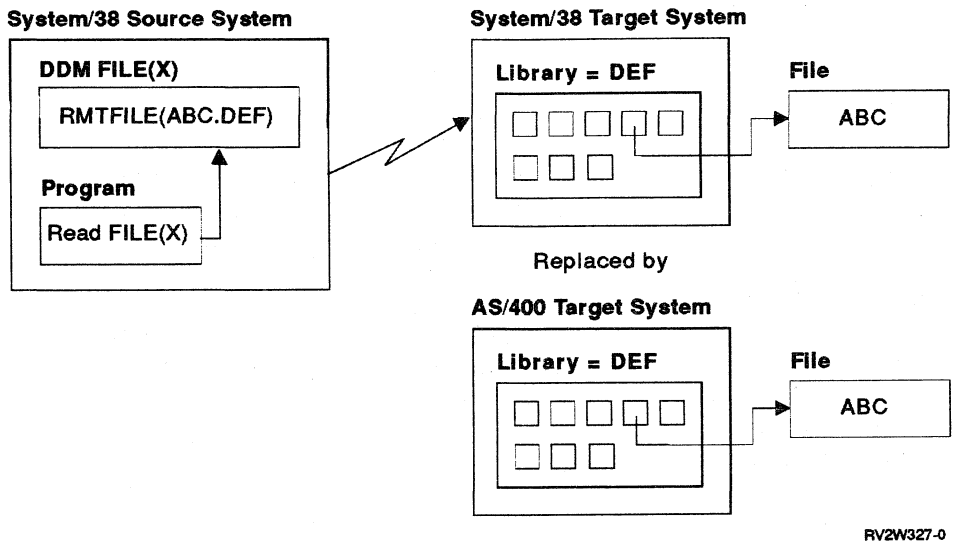 System/38 Source System
DDM FILE(X)
RMTFILE(ABC.DEF)
Program
Read FILE(X)
System/38 Target System
Library = DEF
File
ABC
Replaced by
AS/400 Target System
Library = DEF
File
ABC
RV2W327-0